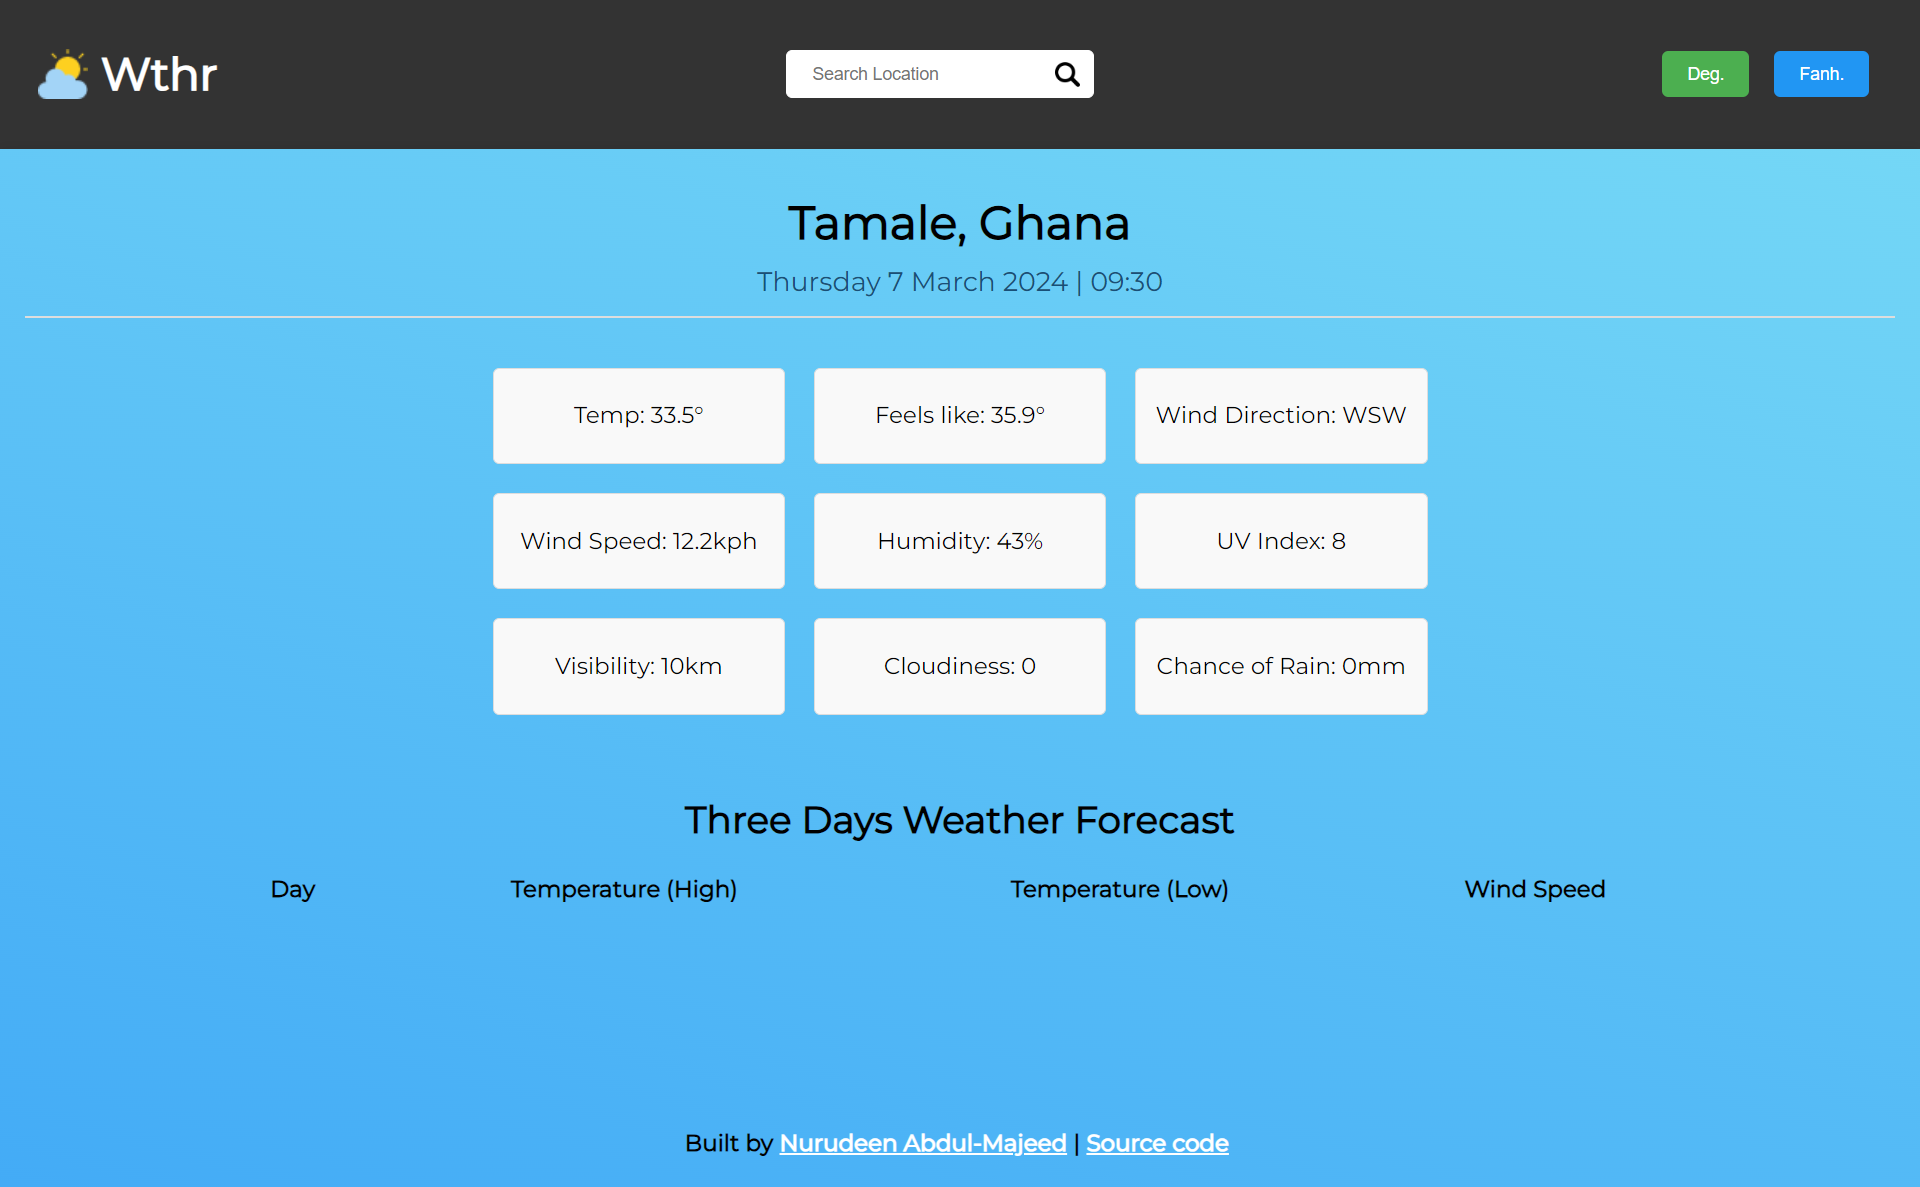 Wthr
Search Location
Deg.
Fanh.
Tamale, Ghana
Thursday 7 March 2024 | 09:30
Temp: 33.5°
Feels like: 35.9°
Wind Direction: WSW
Wind Speed: 12.2kph
Humidity: 43%
UV Index: 8
Visibility: 10km
Cloudiness: 0
Chance of Rain: 0mm
Three Days Weather Forecast
Day
Temperature (High)
Temperature (Low)
Wind Speed
Built by Nurudeen Abdul-Majeed | Source code